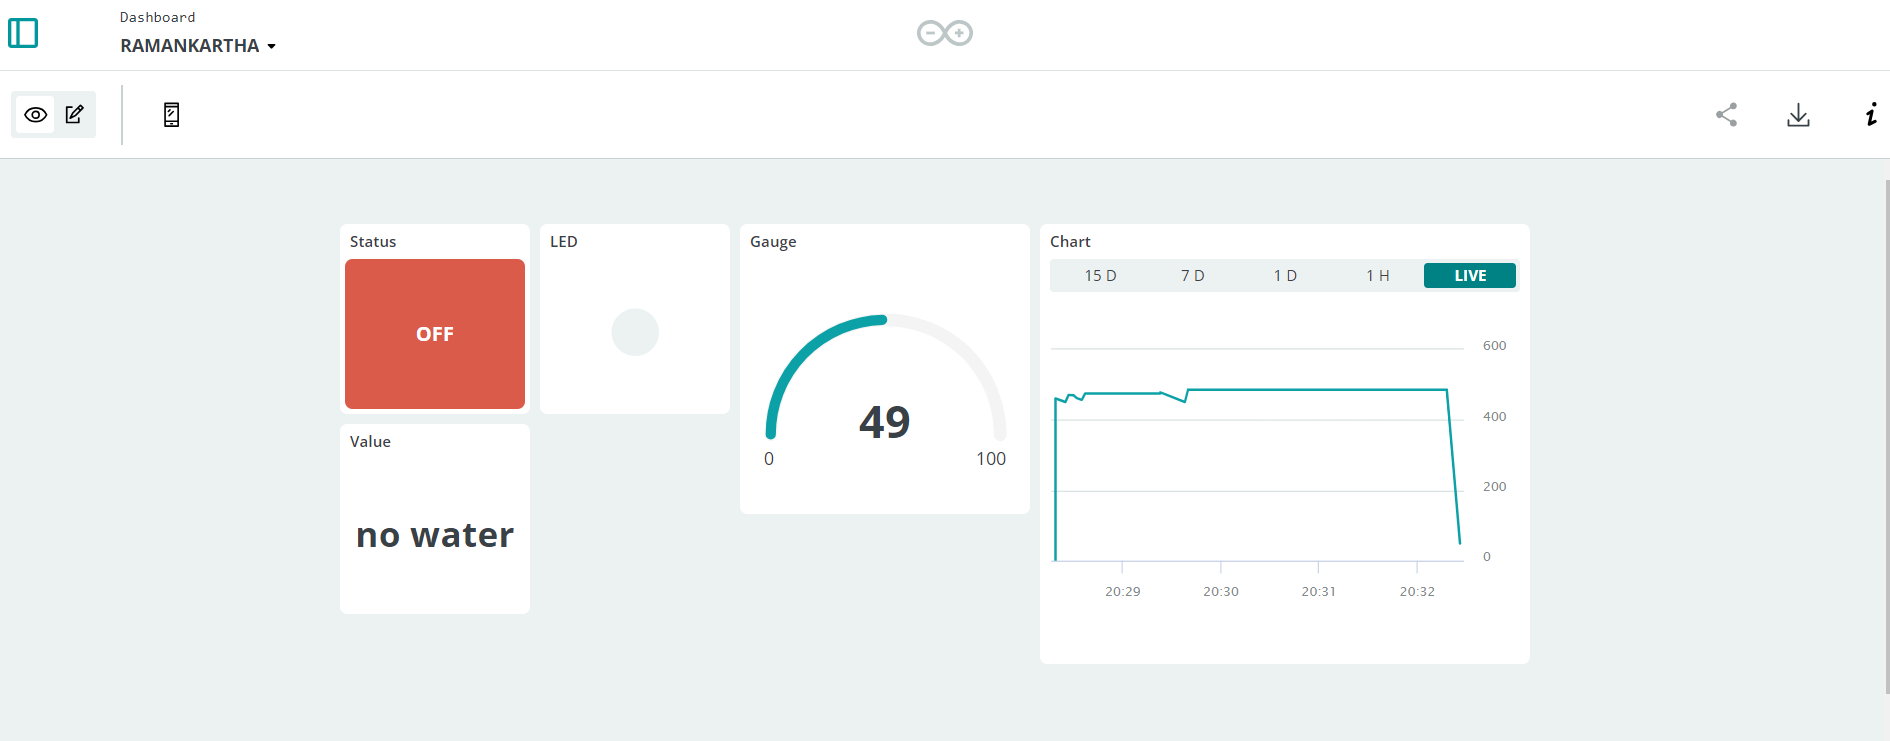 Dashboard
RAMANKARTHA
Status
OFF
LED
Gauge
49
0
100
Chart
15 D
7 D
1 D
1 H
LIVE
600
400
200
0
20:29
20:30
20:31
20:32
Value
no water